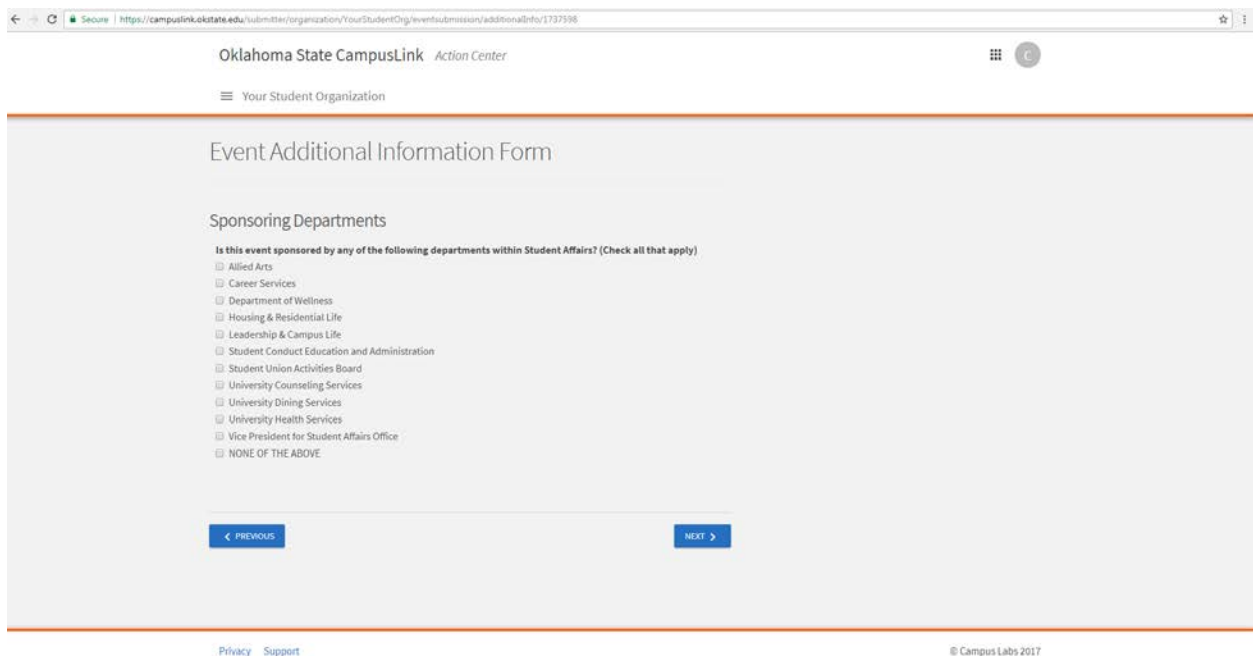 Secure | https://campuslink.okstate.edu/submitter/organization/YourStudentOrg/eventsubmission/additionalInfo/1737598
Oklahoma State CampusLink Action Center
C
Your Student Organization
Event Additional Information Form
Sponsoring Departments
Is this event sponsored by any of the following departments within Student Affairs? (Check all that apply)
Allied Arts
Career Services
Department of Wellness
Housing & Residential Life
Leadership & Campus Life
Student Conduct Education and Administration
Student Union Activities Board
University Counseling Services
University Dining Services
University Health Services
Vice President for Student Affairs Office
NONE OF THE ABOVE
PREVIOUS NEXT
Privacy Support © Campus Labs 2017